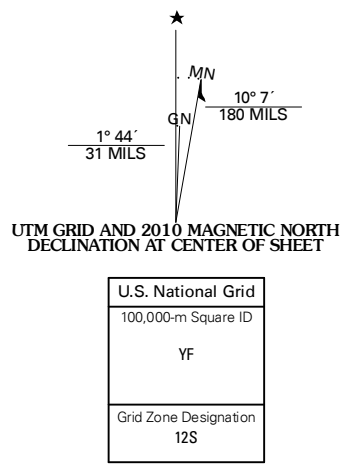 ★
MN
GN
10° 7´
180 MILS
1° 44´
31 MILS
UTM GRID AND 2010 MAGNETIC NORTH
DECLINATION AT CENTER OF SHEET
U.S. National Grid
100,000-m Square ID
YF
Grid Zone Designation
12S